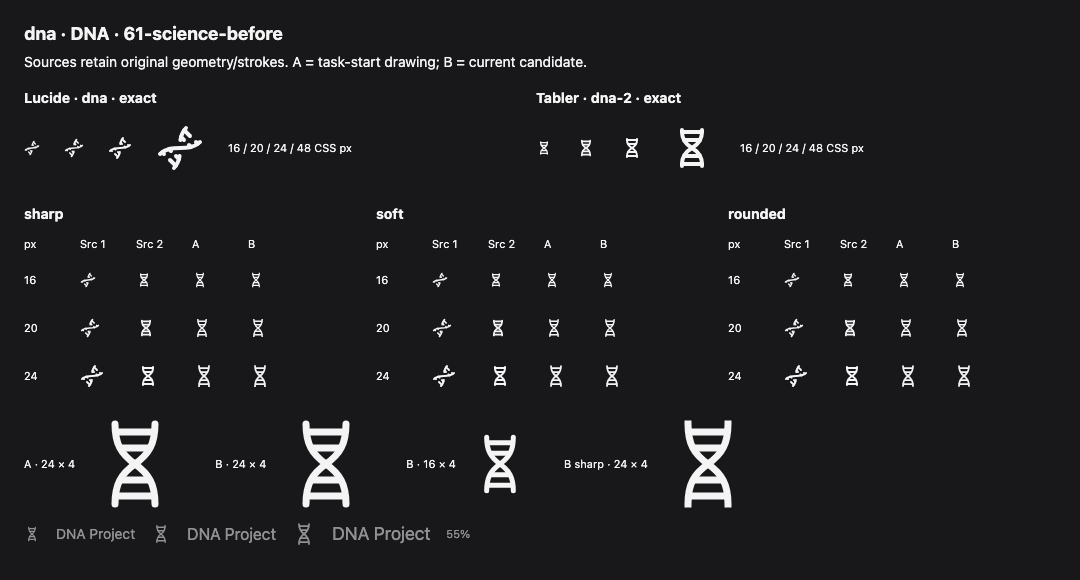 dna · DNA · 61-science-before
Sources retain original geometry/strokes. A = task-start drawing; B = current candidate.
Lucide · dna · exact
Tabler · dna-2 · exact
16 / 20 / 24 / 48 CSS px
16 / 20 / 24 / 48 CSS px
sharp
soft
rounded
px Src 1 Src 2 A B
px Src 1 Src 2 A B
px Src 1 Src 2 A B
16
16
16
20
20
20
24
24
24
A · 24 × 4
B · 24 × 4
B · 16 × 4
B sharp · 24 × 4
DNA Project
DNA Project
DNA Project
55%